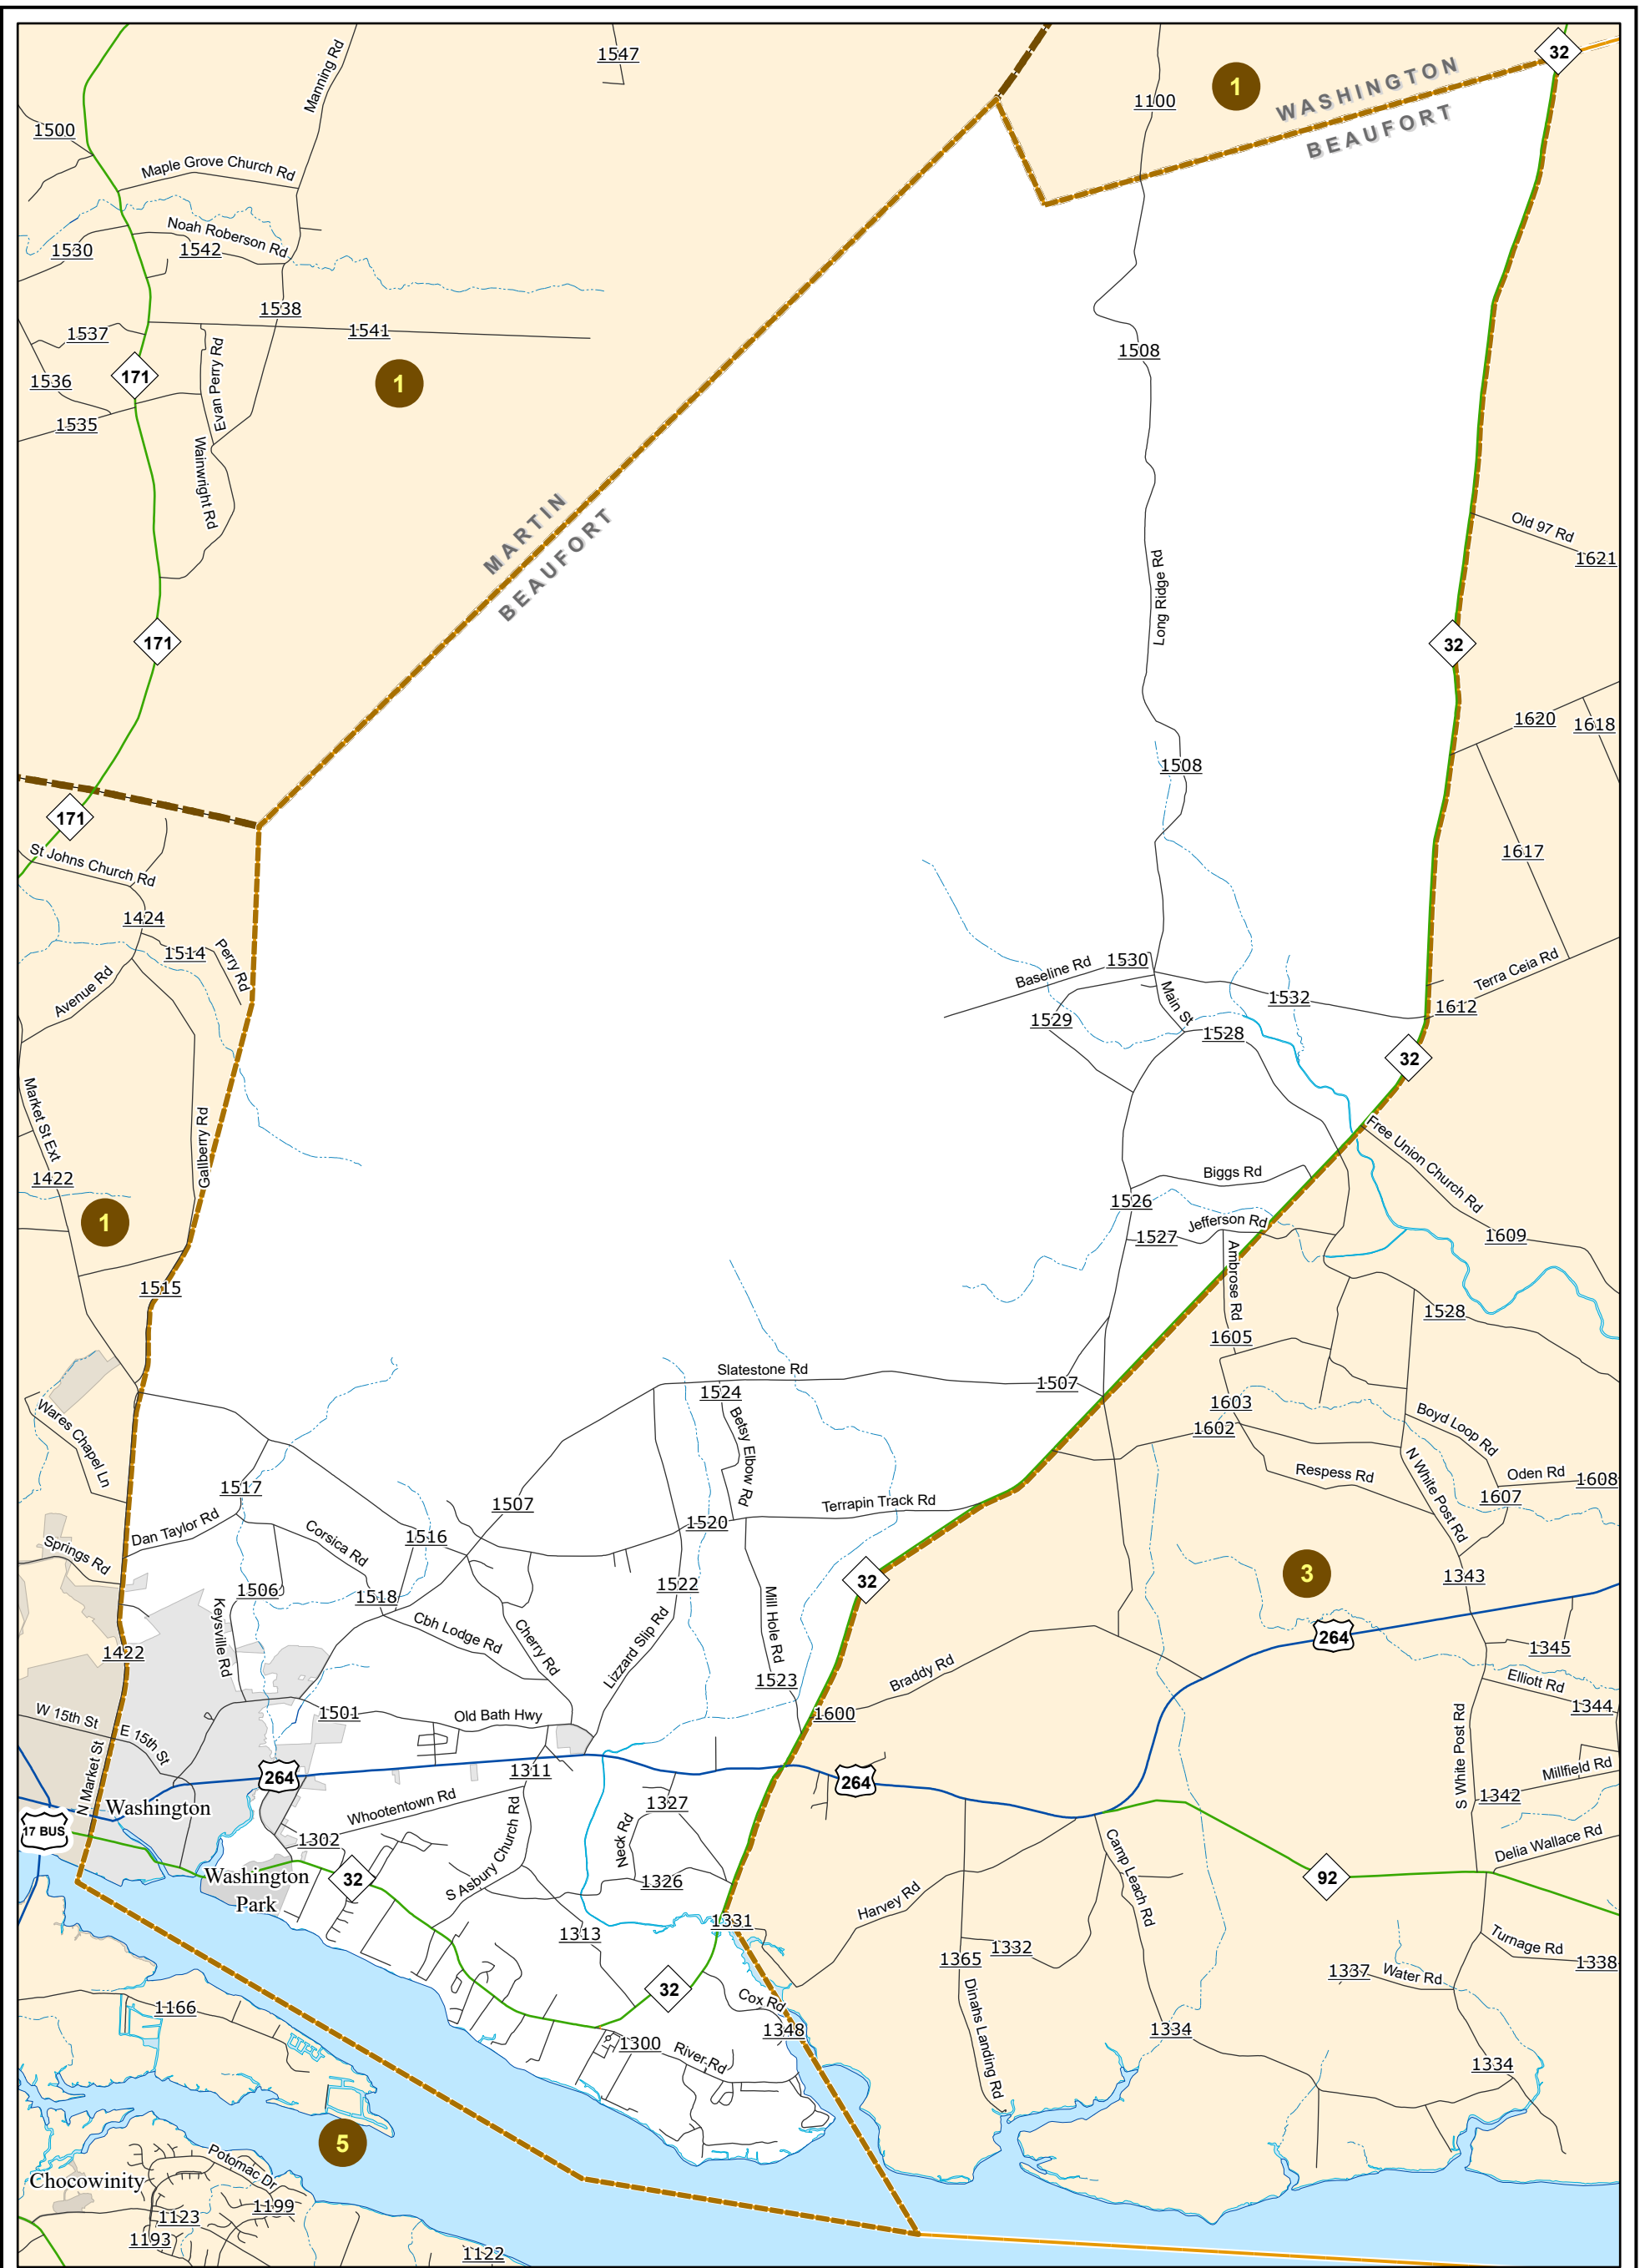 32
1547
Manning Rd
1
WASHINGTON
BEAUFORT
1100
1500
Maple Grove Church Rd
Noah Roberson Rd
1530
1542
1538
1537
1541
1508
171
1536
1
Evan Perry Rd
1535
Wainwright Rd
MARTIN
BEAUFORT
Old 97 Rd
1621
Long Ridge Rd
171
32
1620
1618
1508
171
St Johns Church Rd
1617
1424
1514
Perry Rd
Avenue Rd
Baseline Rd
1530
Terra Ceia Rd
Main St
1532
1612
1529
1528
32
Market St Ext
Gallberry Rd
Free Union Church Rd
1422
Biggs Rd
1526
1
Jefferson Rd
1527
1609
Ambrose Rd
1515
1528
1605
Slatestone Rd
1507
1524
1603
Wares Chapel Ln
Betsy Elbow Rd
1602
Boyd Loop Rd
N White Post Rd
Respess Rd
Oden Rd
1608
1517
1607
1507
Terrapin Track Rd
1520
Dan Taylor Rd
Corsica Rd
1516
Springs Rd
1506
1518
1522
32
3
1343
Keysville Rd
Cbh Lodge Rd
Cherry Rd
Lizzard Slip Rd
Mill Hole Rd
264
1422
1345
1523
Braddy Rd
Elliott Rd
1344
W 15th St
E 15th St
1501
Old Bath Hwy
1600
S White Post Rd
N Market St
264
1311
264
Millfield Rd
1342
Washington
Whootentown Rd
1327
17 BUS
1302
Neck Rd
Delia Wallace Rd
Washington
Park
32
S Asbury Church Rd
1326
Harvey Rd
Camp Leach Rd
92
1331
1313
1365
1332
Turnage Rd
1338
1337
Water Rd
32
Cox Rd
Dinahs Landing Rd
1166
1348
1334
1300
River Rd
1334
5
Chocowinity
Potomac Dr
1199
1123
1193
1122